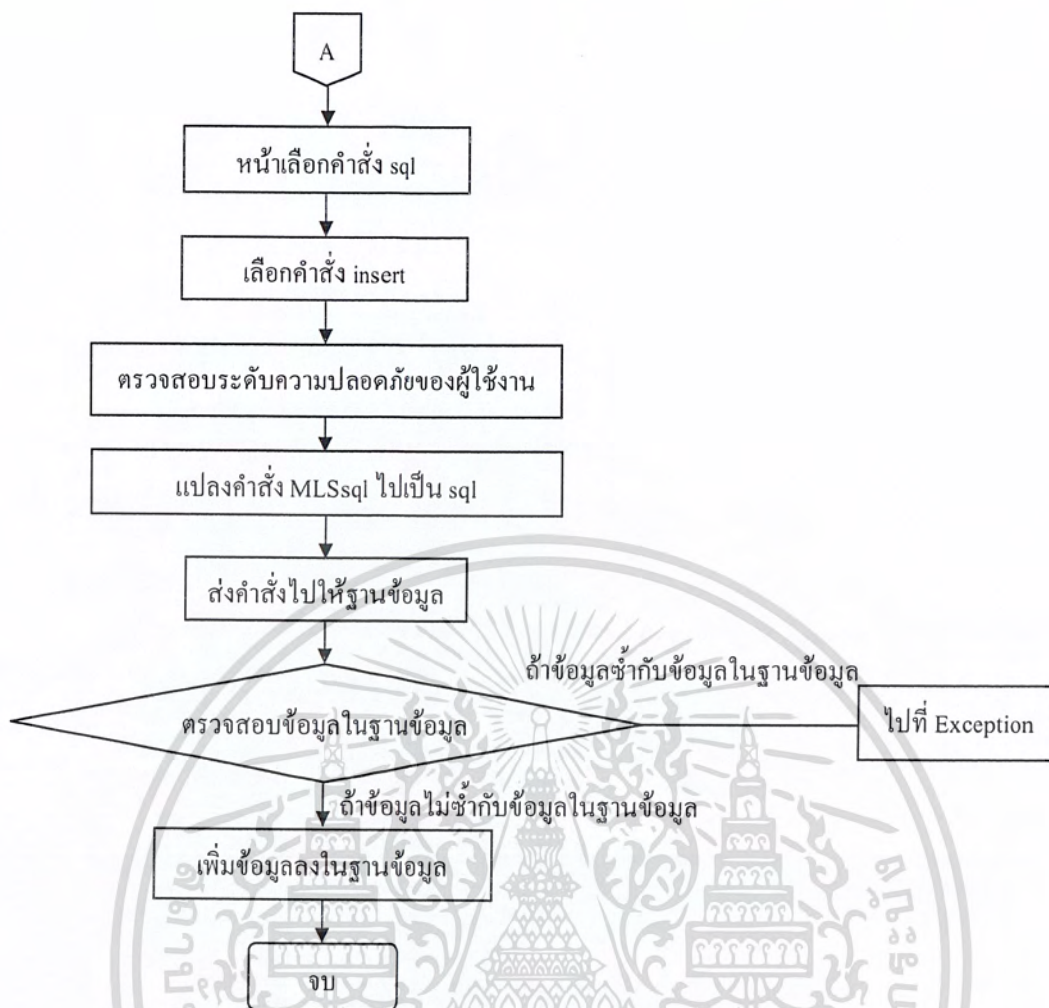 A
หน้าเลือกคำสั่ง sql
เลือกคำสั่ง insert
ตรวจสอบระดับความปลอดภัยของผู้ใช้งาน
แปลงคำสั่ง MLSsql ไปเป็น sql
ส่งคำสั่งไปให้ฐานข้อมูล
ถ้าข้อมูลซ้ำกับข้อมูลในฐานข้อมูล
ตรวจสอบข้อมูลในฐานข้อมูล
ไปที่ Exception
ถ้าข้อมูลไม่ซ้ำกับข้อมูลในฐานข้อมูล
เพิ่มข้อมูลลงในฐานข้อมูล
จบ